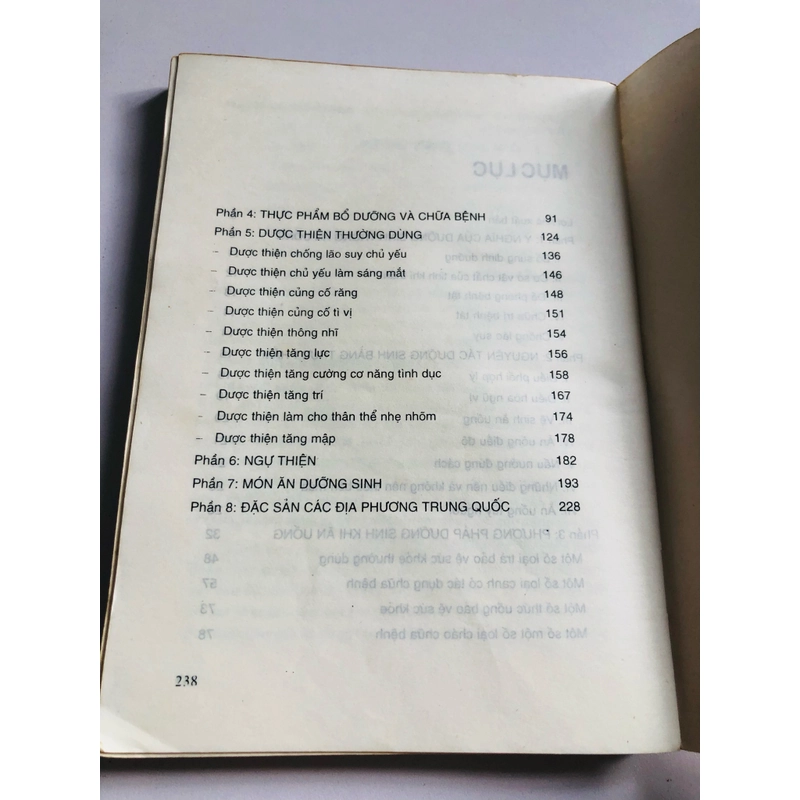 Phần 4: THỰC PHẨM BỔ DƯỠNG VÀ CHỮA BỆNH 91
Phần 5: DƯỢC THIỆN THƯỜNG DÙNG 124
– Dược thiện chống lão suy chủ yếu 136
– Dược thiện chủ yếu làm sáng mắt 146
– Dược thiện củng cố răng 148
– Dược thiện củng cố tì vị 151
– Dược thiện thông nhĩ 154
– Dược thiện tăng lực 156
– Dược thiện tăng cường cơ năng tình dục 158
– Dược thiện tăng trí 167
– Dược thiện làm cho thân thể nhẹ nhõm 174
– Dược thiện tăng mập 178
Phần 6: NGỰ THIỆN 182
Phần 7: MÓN ĂN DƯỠNG SINH 193
Phần 8: ĐẶC SẢN CÁC ĐỊA PHƯƠNG TRUNG QUỐC 228
238